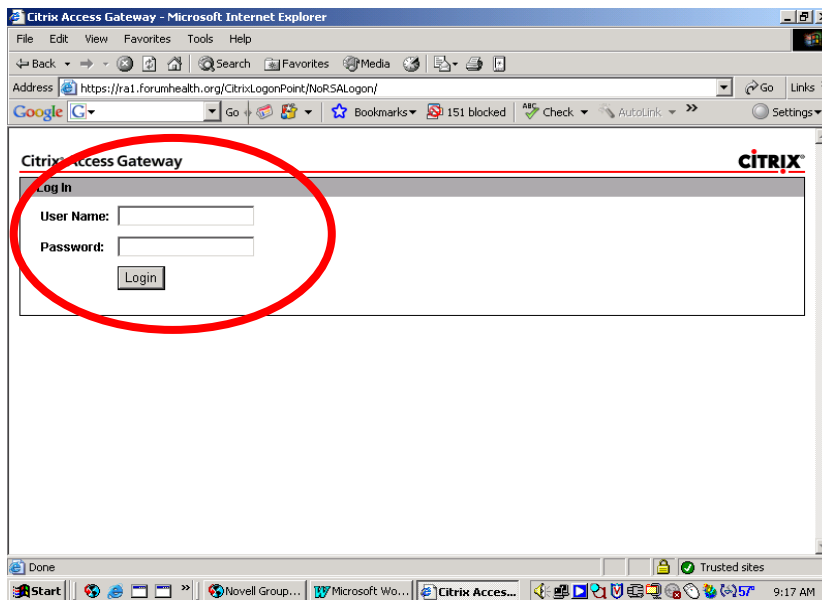 Citrix Access Gateway - Microsoft Internet Explorer
File Edit View Favorites Tools Help
Back Search Favorites Media
Address https://ra1.forumhealth.org/CitrixLogonPoint/NoRSALogon/ Go Links
Google G Go Bookmarks 151 blocked ABC Check AutoLink » Settings
Citrix Access Gateway CITRIX
Log In
User Name:
Password:
Login
Done Trusted sites
Start » Novell Group... Microsoft Wo... Citrix Acces... 57° 9:17 AM